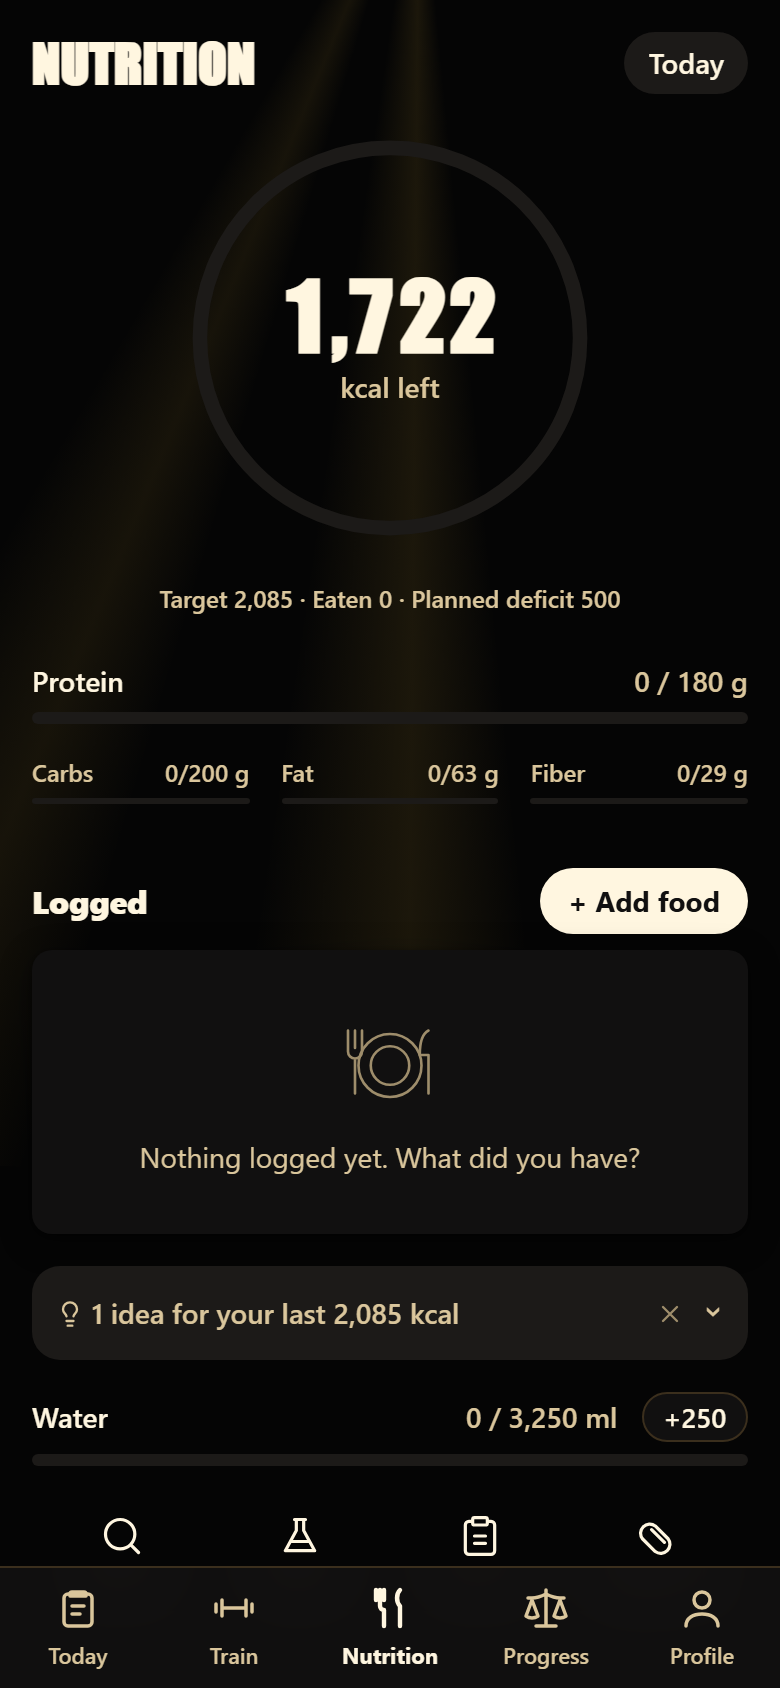 NUTRITION
Today
1,722
kcal left
Target 2,085 · Eaten 0 · Planned deficit 500
Protein 0 / 180 g
Carbs 0/200 g Fat 0/63 g Fiber 0/29 g
Logged + Add food
Nothing logged yet. What did you have?
1 idea for your last 2,085 kcal
Water 0 / 3,250 ml +250
Today Train Nutrition Progress Profile